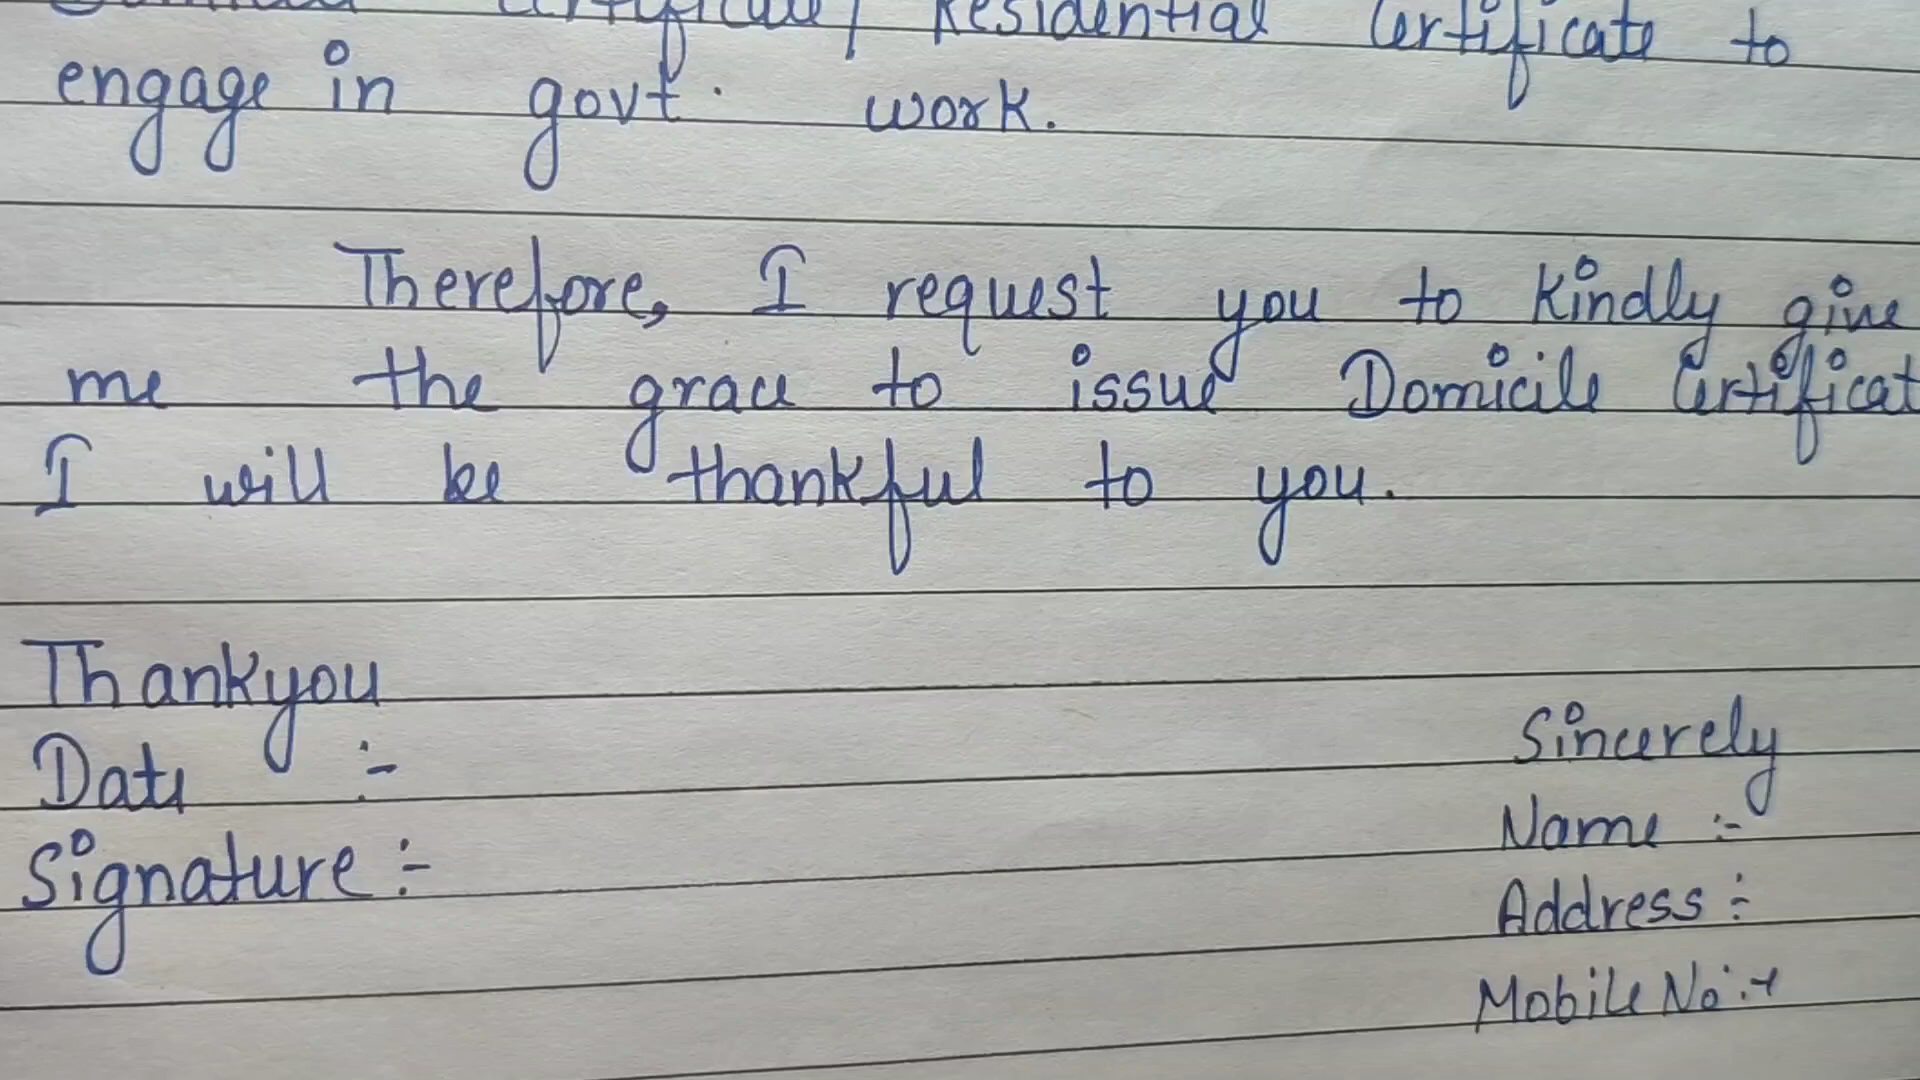 Certificate/ Residential Certificate to
engage in govt. work.
Therefore, I request you to kindly give
me the grace to issue Domicile Certificat
I will be thankful to you.
Thankyou
Date :-
Signature :-
Sincerely
Name :-
Address :-
Mobile No :-